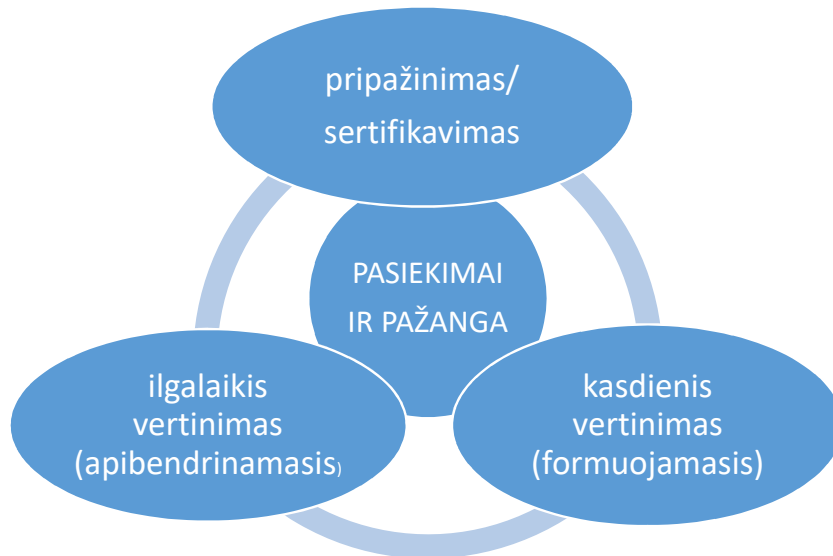 pripažinimas/
sertifikavimas
PASIEKIMAI
IR PAŽANGA
ilgalaikis
vertinimas
(apibendrinamasis)
kasdienis
vertinimas
(formuojamasis)